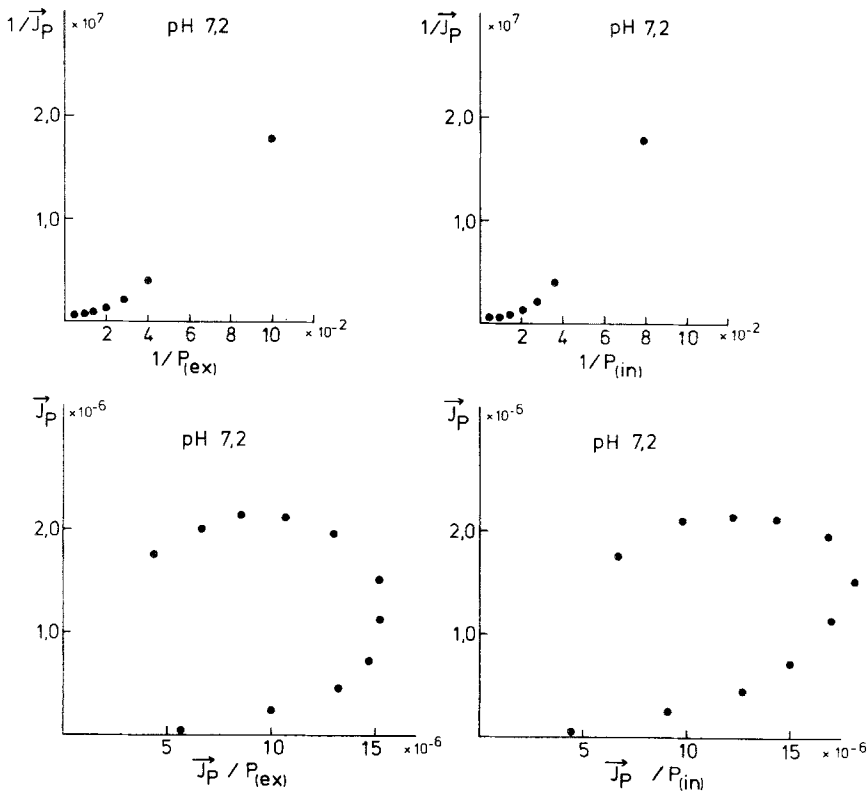 1/J⃗P × 10⁷ pH 7,2
2,0
1,0
2 4 6 8 10 × 10⁻²
1/P(ex)
1/J⃗P × 10⁷ pH 7,2
2,0
1,0
2 4 6 8 10 × 10⁻²
1/P(in)
J⃗P × 10⁻⁶
pH 7,2
2,0
1,0
5 10 15 × 10⁻⁶
J⃗P / P(ex)
J⃗P × 10⁻⁶
pH 7,2
2,0
1,0
5 10 15 × 10⁻⁶
J⃗P / P(in)